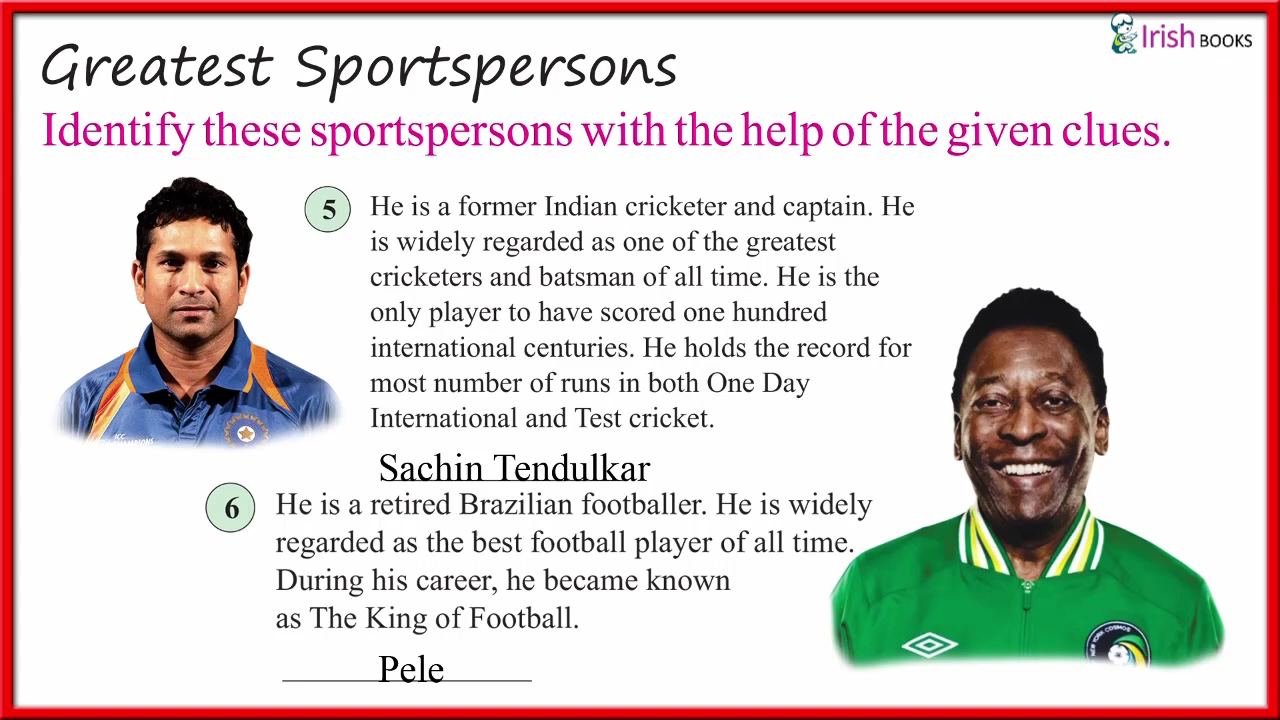 Irish BOOKS
Greatest Sportspersons
Identify these sportspersons with the help of the given clues.
5
He is a former Indian cricketer and captain. He
is widely regarded as one of the greatest
cricketers and batsman of all time. He is the
only player to have scored one hundred
international centuries. He holds the record for
most number of runs in both One Day
International and Test cricket.
Sachin Tendulkar
6
He is a retired Brazilian footballer. He is widely
regarded as the best football player of all time.
During his career, he became known
as The King of Football.
Pele
ICC
CHAMPIONS
NEW YORK COSMOS